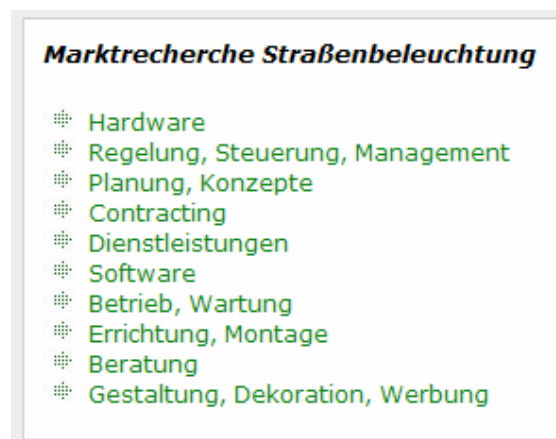 Marktrecherche Straßenbeleuchtung
Hardware
Regelung, Steuerung, Management
Planung, Konzepte
Contracting
Dienstleistungen
Software
Betrieb, Wartung
Errichtung, Montage
Beratung
Gestaltung, Dekoration, Werbung